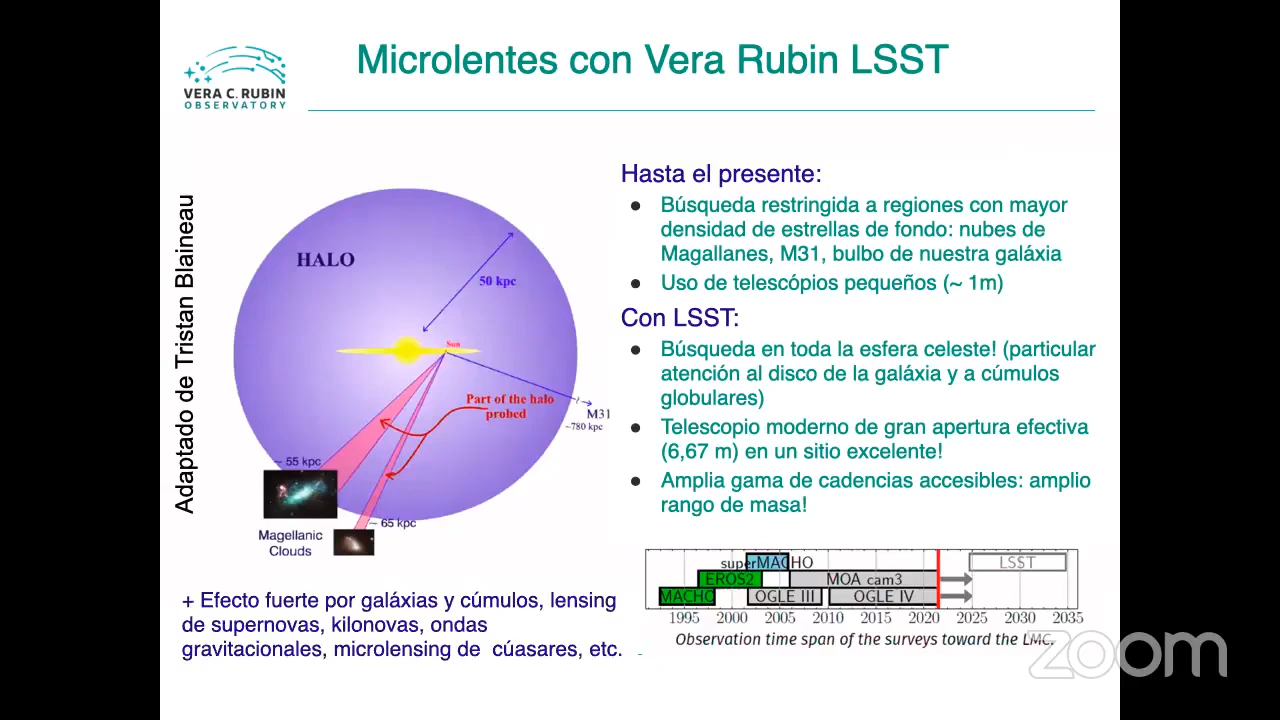 Microlentes con Vera Rubin LSST
VERA C. RUBIN
OBSERVATORY
Adaptado de Tristan Blaineau
HALO
50 kpc
Sun
Part of the halo
probed
M31
~780 kpc
~ 55 kpc
~ 65 kpc
Magellanic
Clouds
Hasta el presente:
● Búsqueda restringida a regiones con mayor
densidad de estrellas de fondo: nubes de
Magallanes, M31, bulbo de nuestra galáxia
● Uso de telescópios pequeños (~ 1m)
Con LSST:
● Búsqueda en toda la esfera celeste! (particular
atención al disco de la galáxia y a cúmulos
globulares)
● Telescopio moderno de gran apertura efectiva
(6,67 m) en un sitio excelente!
● Amplia gama de cadencias accesibles: amplio
rango de masa!
superMACHO
LSST
EROS2
MOA cam3
MACHO
OGLE III
OGLE IV
1995 2000 2005 2010 2015 2020 2025 2030 2035
Observation time span of the surveys toward the LMC.
+ Efecto fuerte por galáxias y cúmulos, lensing
de supernovas, kilonovas, ondas
gravitacionales, microlensing de cúasares, etc.
zoom